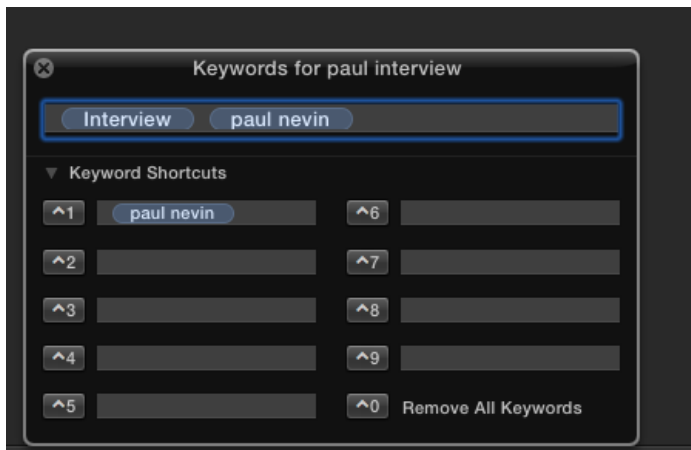 Keywords for paul interview
Interview paul nevin
Keyword Shortcuts
^1 paul nevin ^6
^2 ^7
^3 ^8
^4 ^9
^5 ^0 Remove All Keywords